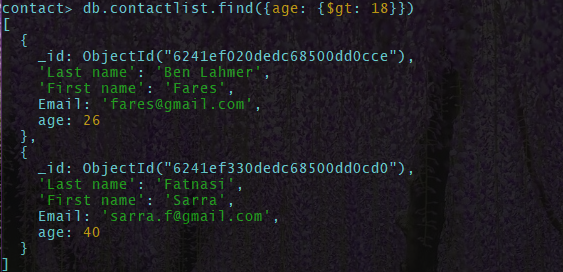 contact> db.contactlist.find({age: {$gt: 18}})
[
  {
    _id: ObjectId("6241ef020dedc68500dd0cce"),
    'Last name': 'Ben Lahmer',
    'First name': 'Fares',
    Email: 'fares@gmail.com',
    age: 26
  },
  {
    _id: ObjectId("6241ef330dedc68500dd0cd0"),
    'Last name': 'Fatnasi',
    'First name': 'Sarra',
    Email: 'sarra.f@gmail.com',
    age: 40
  }
]